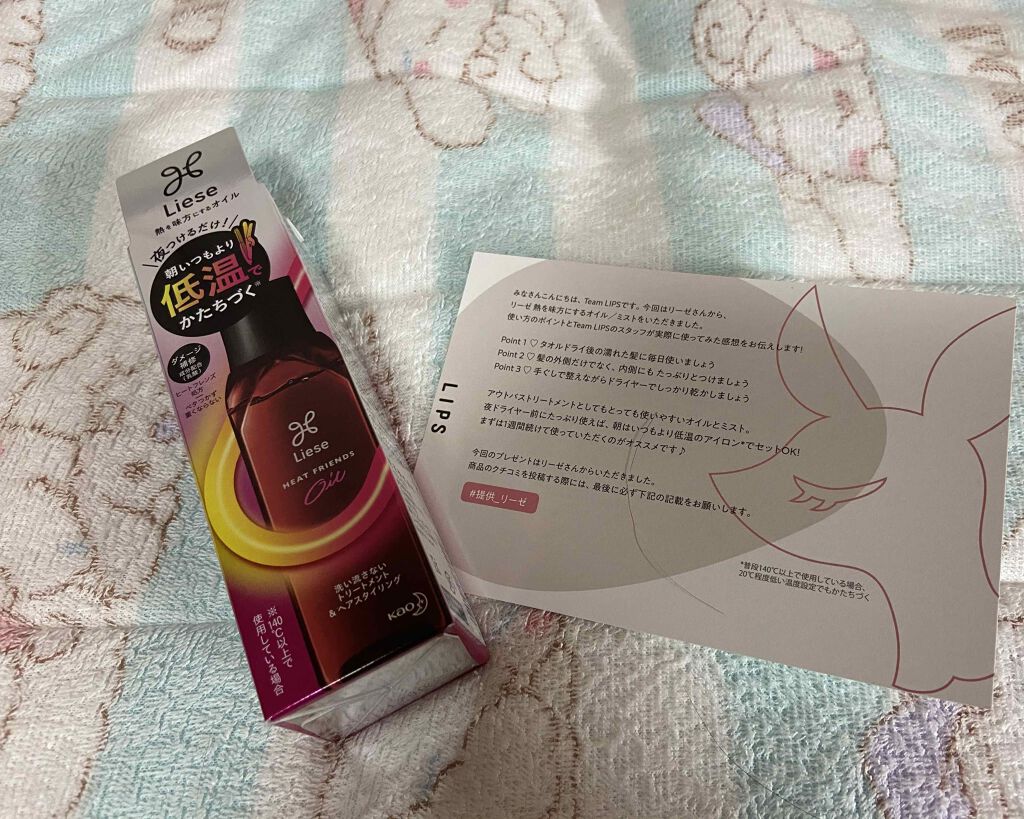 Liese
熱を味方にするオイル
夜つけるだけ!
朝いつもより
低温で※
かたちづく
ダメージ
補修
成分配合
(乳酸)
ヒートフレンズ
処方
ベタつかず
重くならない
Liese
HEAT FRIENDS
Oil
洗い流さない
トリートメント
&ヘアスタイリング
Kao
※140℃以上で
使用している場合
LIPS
みなさんこんにちは、Team LIPSです。今回はリーゼさんから、
リーゼ 熱を味方にするオイル／ミストをいただきました。
使い方のポイントとTeam LIPSのスタッフが実際に使ってみた感想をお伝えします!
Point 1 ♡ タオルドライ後の濡れた髪に毎日使いましょう
Point 2 ♡ 髪の外側だけでなく、内側にも たっぷりとつけましょう
Point 3 ♡ 手ぐしで整えながらドライヤーでしっかり乾かしましょう
アウトバストリートメントとしてもとっても使いやすいオイルとミスト。
夜ドライヤー前にたっぷり使えば、朝はいつもより低温のアイロン*でセットOK!
まずは1週間続けて使っていただくのがオススメです♪
今回のプレゼントはリーゼさんからいただきました。
商品のクチコミを投稿する際には、最後に必ず下記の記載をお願いします。
#提供_リーゼ
*普段140℃以上で使用している場合、
20℃程度低い温度設定でもかたちづく